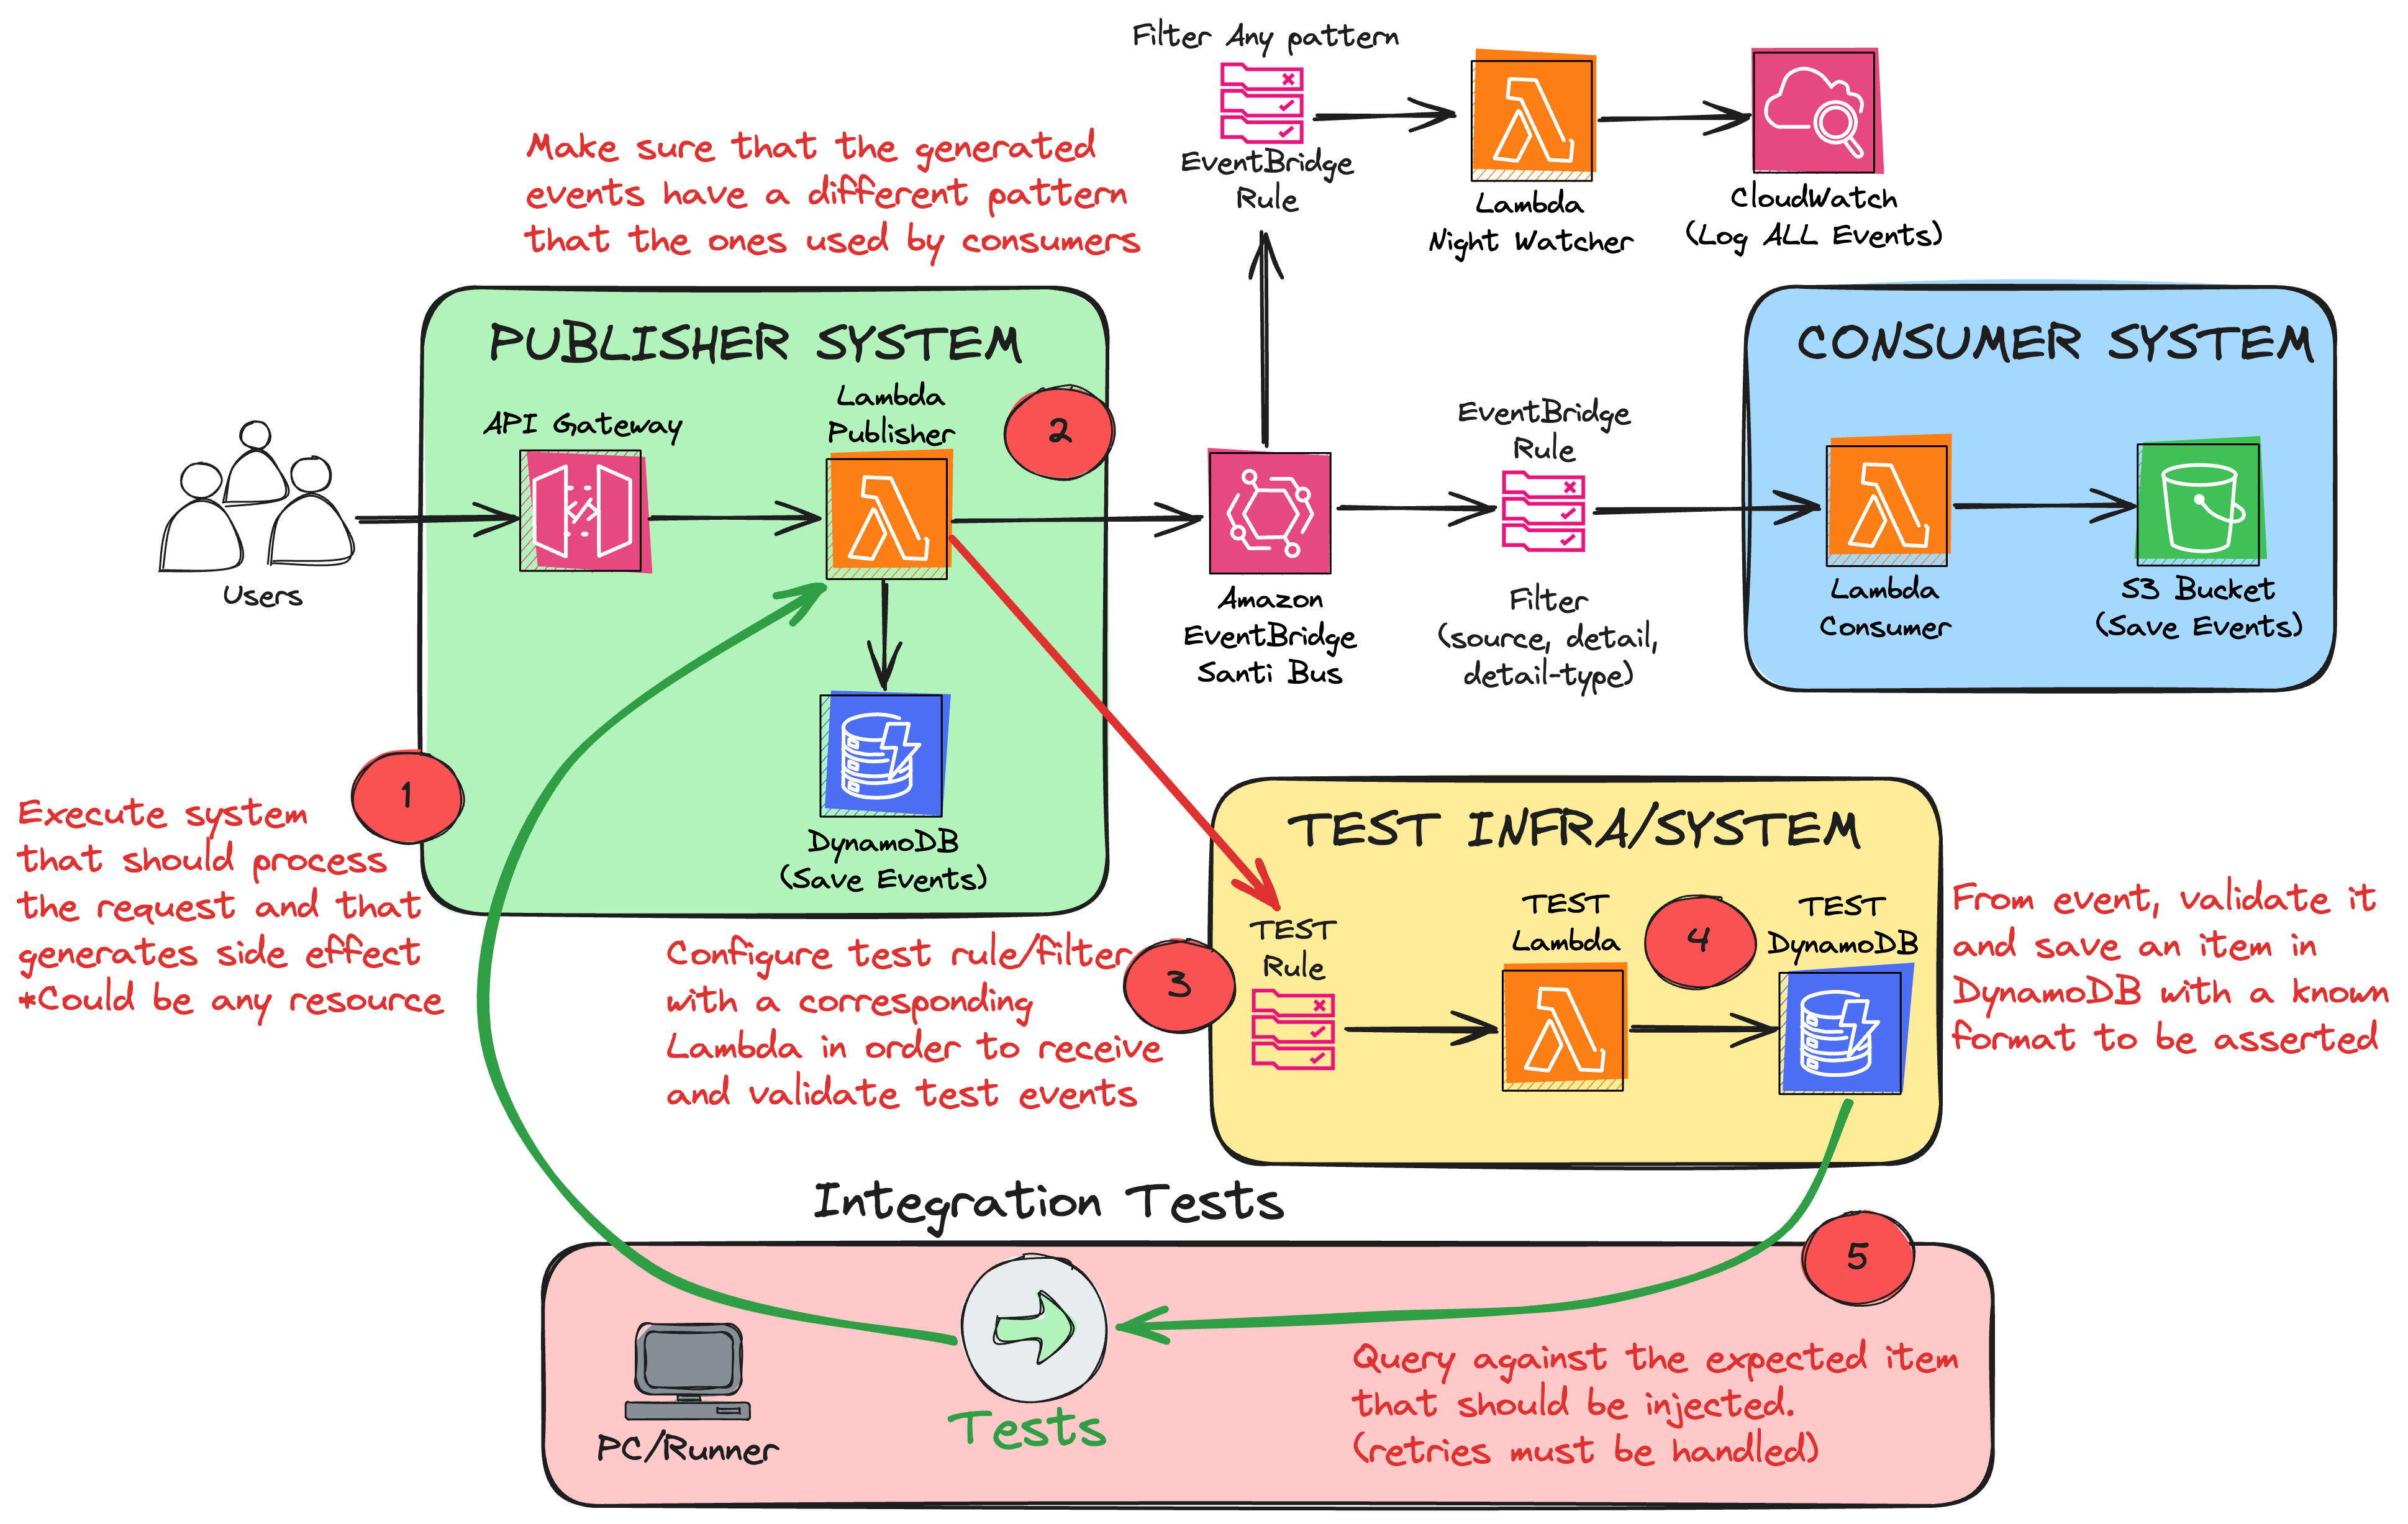 Filter Any pattern
EventBridge
Rule
Lambda
Night Watcher
CloudWatch
(Log ALL Events)
Make sure that the generated
events have a different pattern
that the ones used by consumers
PUBLISHER SYSTEM
API Gateway
Lambda
Publisher
2
Users
DynamoDB
(Save Events)
Amazon
EventBridge
Santi Bus
EventBridge
Rule
Filter
(source, detail,
detail-type)
CONSUMER SYSTEM
Lambda
Consumer
S3 Bucket
(Save Events)
1
Execute system
that should process
the request and that
generates side effect
*Could be any resource
Configure test rule/filter
with a corresponding
Lambda in order to receive
and validate test events
3
TEST INFRA/SYSTEM
TEST
Rule
TEST
Lambda
4
TEST
DynamoDB
From event, validate it
and save an item in
DynamoDB with a known
format to be asserted
Integration Tests
PC/Runner
Tests
5
Query against the expected item
that should be injected.
(retries must be handled)